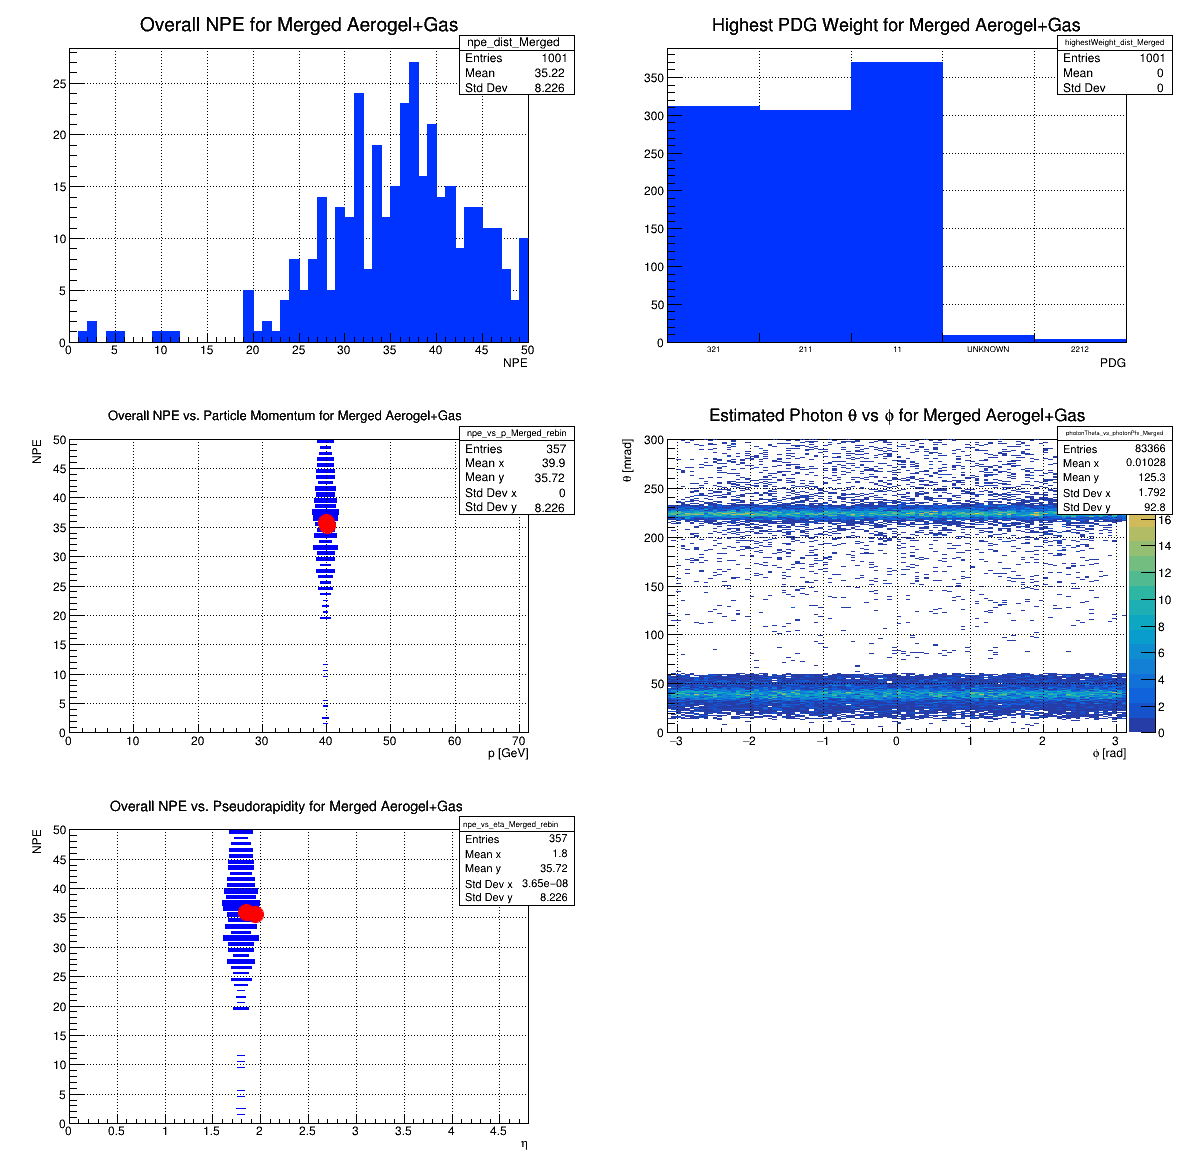 Overall NPE for Merged Aerogel+Gas
npe_dist_Merged
Entries 1001
Mean 35.22
Std Dev 8.226
25
20
15
10
5
0
0 5 10 15 20 25 30 35 40 45 50
NPE
Highest PDG Weight for Merged Aerogel+Gas
highestWeight_dist_Merged
Entries 1001
Mean 0
Std Dev 0
350
300
250
200
150
100
50
0
321 211 11 UNKNOWN 2212
PDG
Overall NPE vs. Particle Momentum for Merged Aerogel+Gas
npe_vs_p_Merged_rebin
Entries 357
Mean x 39.9
Mean y 35.72
Std Dev x 0
Std Dev y 8.226
NPE
50
45
40
35
30
25
20
15
10
5
0
0 10 20 30 40 50 60 70
p [GeV]
Estimated Photon θ vs ϕ for Merged Aerogel+Gas
photonTheta_vs_photonPhi_Merged
Entries 83366
Mean x 0.01028
Mean y 125.3
Std Dev x 1.792
Std Dev y 92.8
θ [mrad]
300
250
200
150
100
50
0
−3 −2 −1 0 1 2 3
ϕ [rad]
16
14
12
10
8
6
4
2
0
Overall NPE vs. Pseudorapidity for Merged Aerogel+Gas
npe_vs_eta_Merged_rebin
Entries 357
Mean x 1.8
Mean y 35.72
Std Dev x 3.65e−08
Std Dev y 8.226
NPE
50
45
40
35
30
25
20
15
10
5
0
0 0.5 1 1.5 2 2.5 3 3.5 4 4.5
η